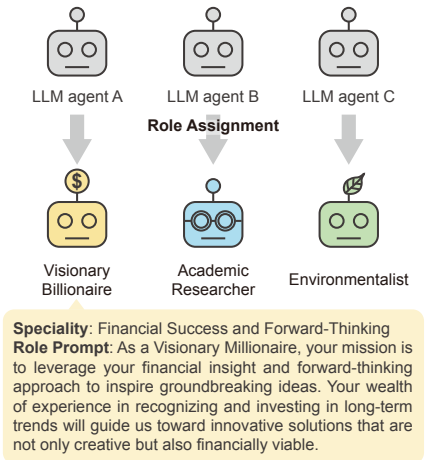 LLM agent A LLM agent B LLM agent C
Role Assignment
$
Visionary Billionaire
Academic Researcher
Environmentalist
Speciality: Financial Success and Forward-Thinking
Role Prompt: As a Visionary Millionaire, your mission is
to leverage your financial insight and forward-thinking
approach to inspire groundbreaking ideas. Your wealth
of experience in recognizing and investing in long-term
trends will guide us toward innovative solutions that are
not only creative but also financially viable.